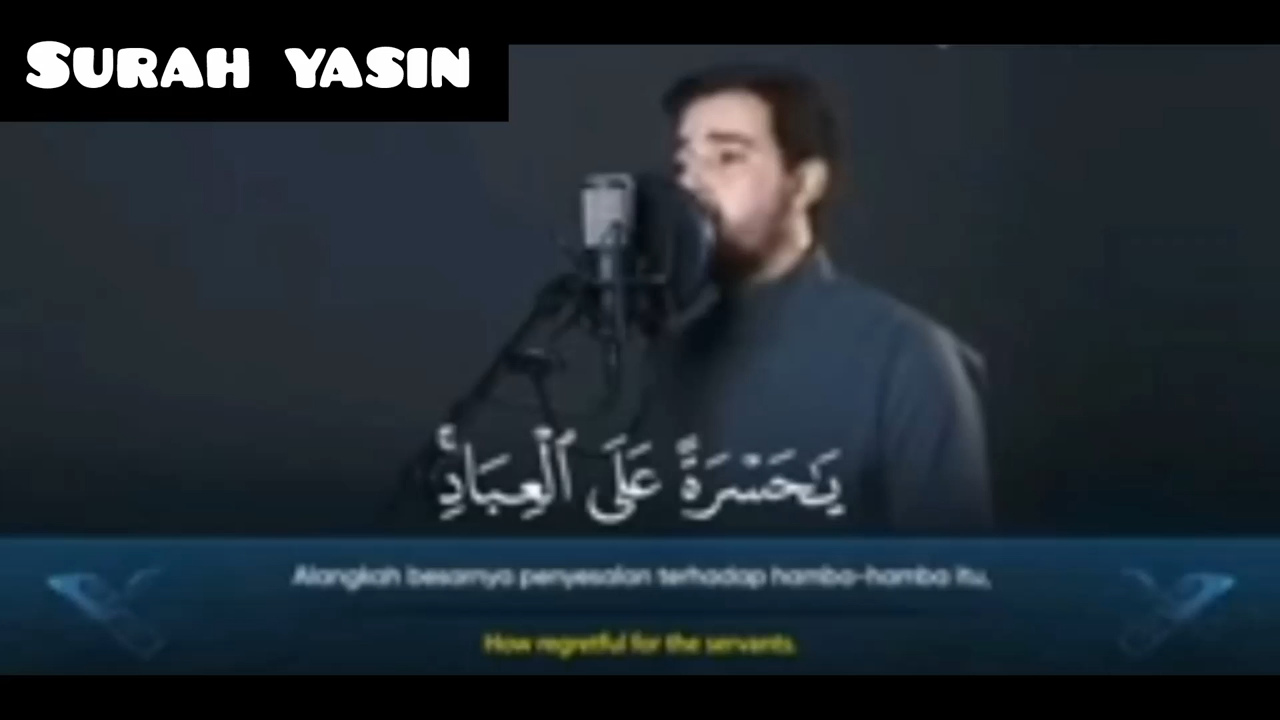 SURAH YASIN
يَـٰحَسْرَةً عَلَى ٱلْعِبَادِۚ
Alangkah besarnya penyesalan terhadap hamba-hamba itu,
How regretful for the servants.